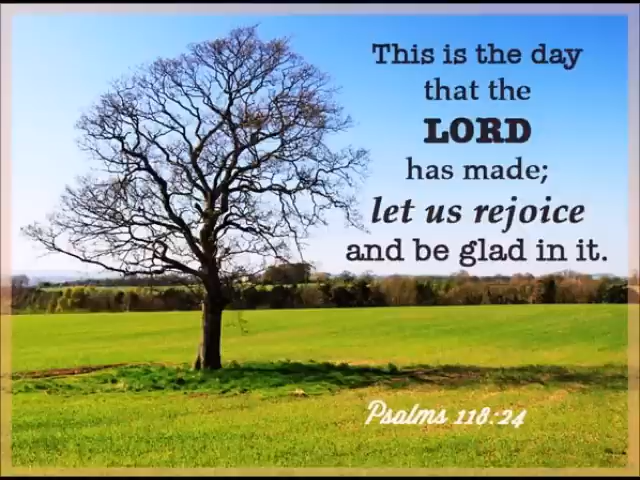 This is the day
that the
LORD
has made;
let us rejoice
and be glad in it.
Psalms 118:24